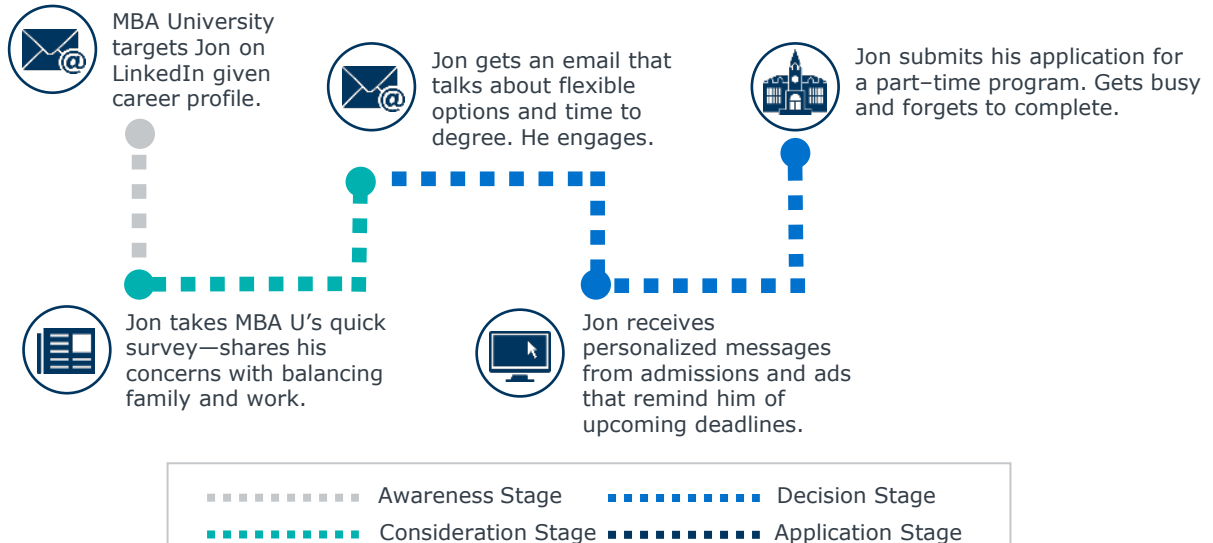 MBA University
targets Jon on
LinkedIn given
career profile.
Jon gets an email that
talks about flexible
options and time to
degree. He engages.
Jon submits his application for
a part–time program. Gets busy
and forgets to complete.
Jon takes MBA U’s quick
survey—shares his
concerns with balancing
family and work.
Jon receives
personalized messages
from admissions and ads
that remind him of
upcoming deadlines.
Awareness Stage
Decision Stage
Consideration Stage
Application Stage